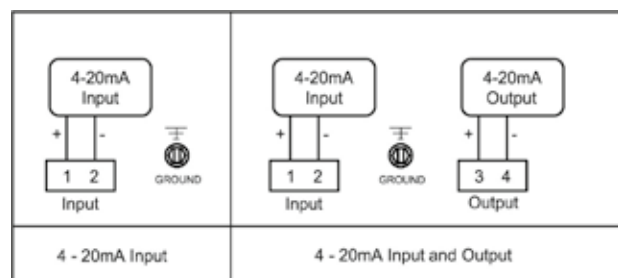 4-20mA
Input
+ -
1 2
GROUND
Input
4 - 20mA Input
4-20mA
Input
+ -
1 2
GROUND
Input
4-20mA
Output
+ -
3 4
Output
4 - 20mA Input and Output